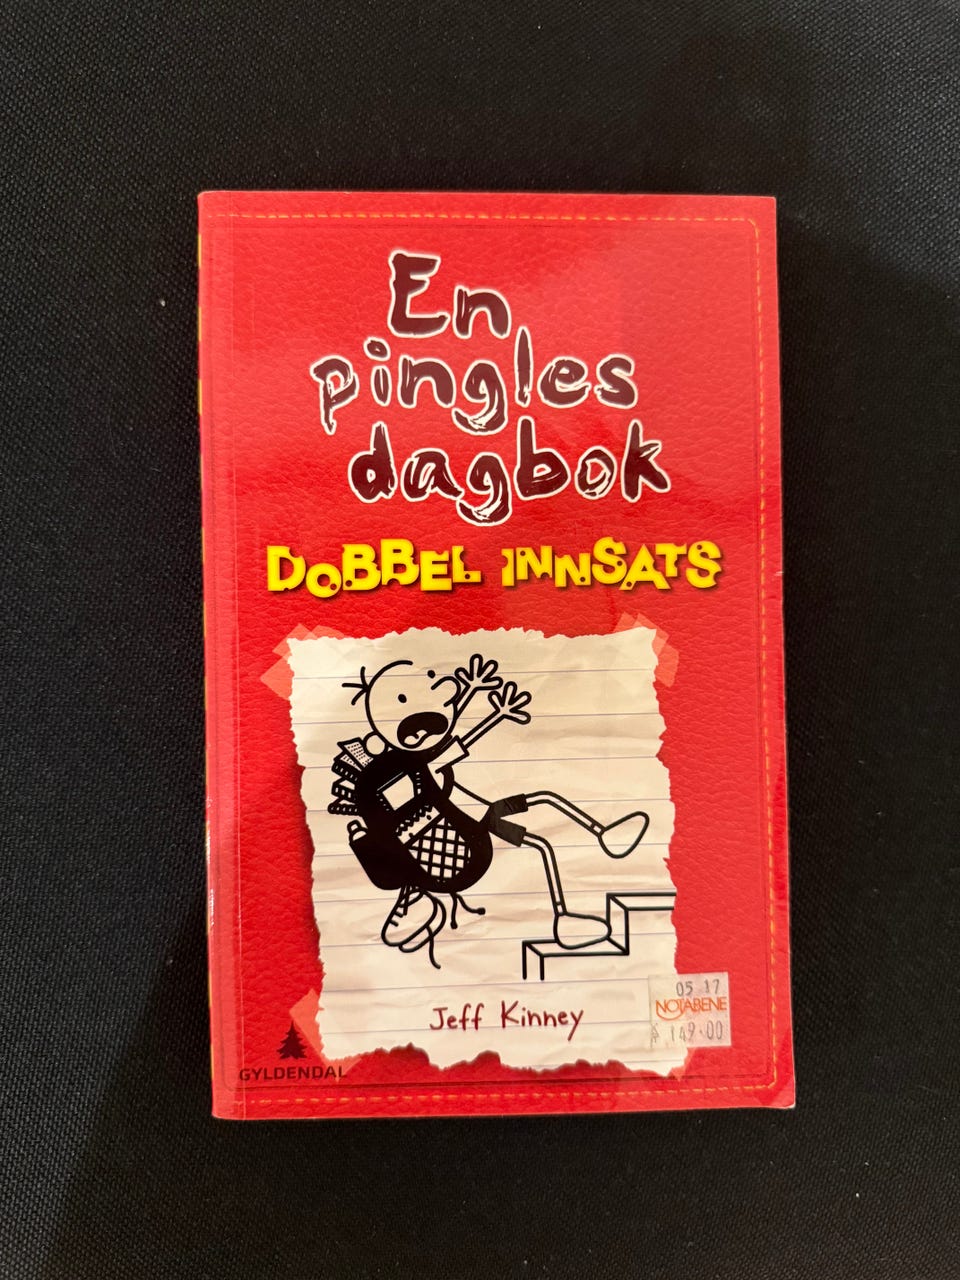 En
pingles
dagbok
DOBBEL INNSATS
Jeff Kinney
05 17
NOTABENE
149.00
GYLDENDAL